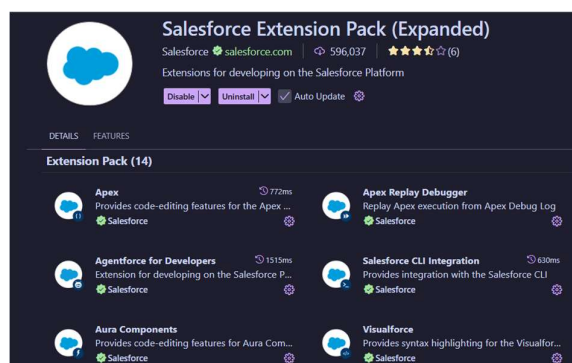 Salesforce Extension Pack (Expanded)
Salesforce salesforce.com 596,037 (6)
Extensions for developing on the Salesforce Platform
Disable Uninstall Auto Update
DETAILS FEATURES
Extension Pack (14)
Apex 772ms
Provides code-editing features for the Apex ...
Salesforce
Apex Replay Debugger
Replay Apex execution from Apex Debug Log
Salesforce
Agentforce for Developers 1515ms
Extension for developing on the Salesforce P...
Salesforce
Salesforce CLI Integration 630ms
Provides integration with the Salesforce CLI
Salesforce
Aura Components
Provides code-editing features for Aura Com...
Salesforce
Visualforce
Provides syntax highlighting for the Visualfor...
Salesforce